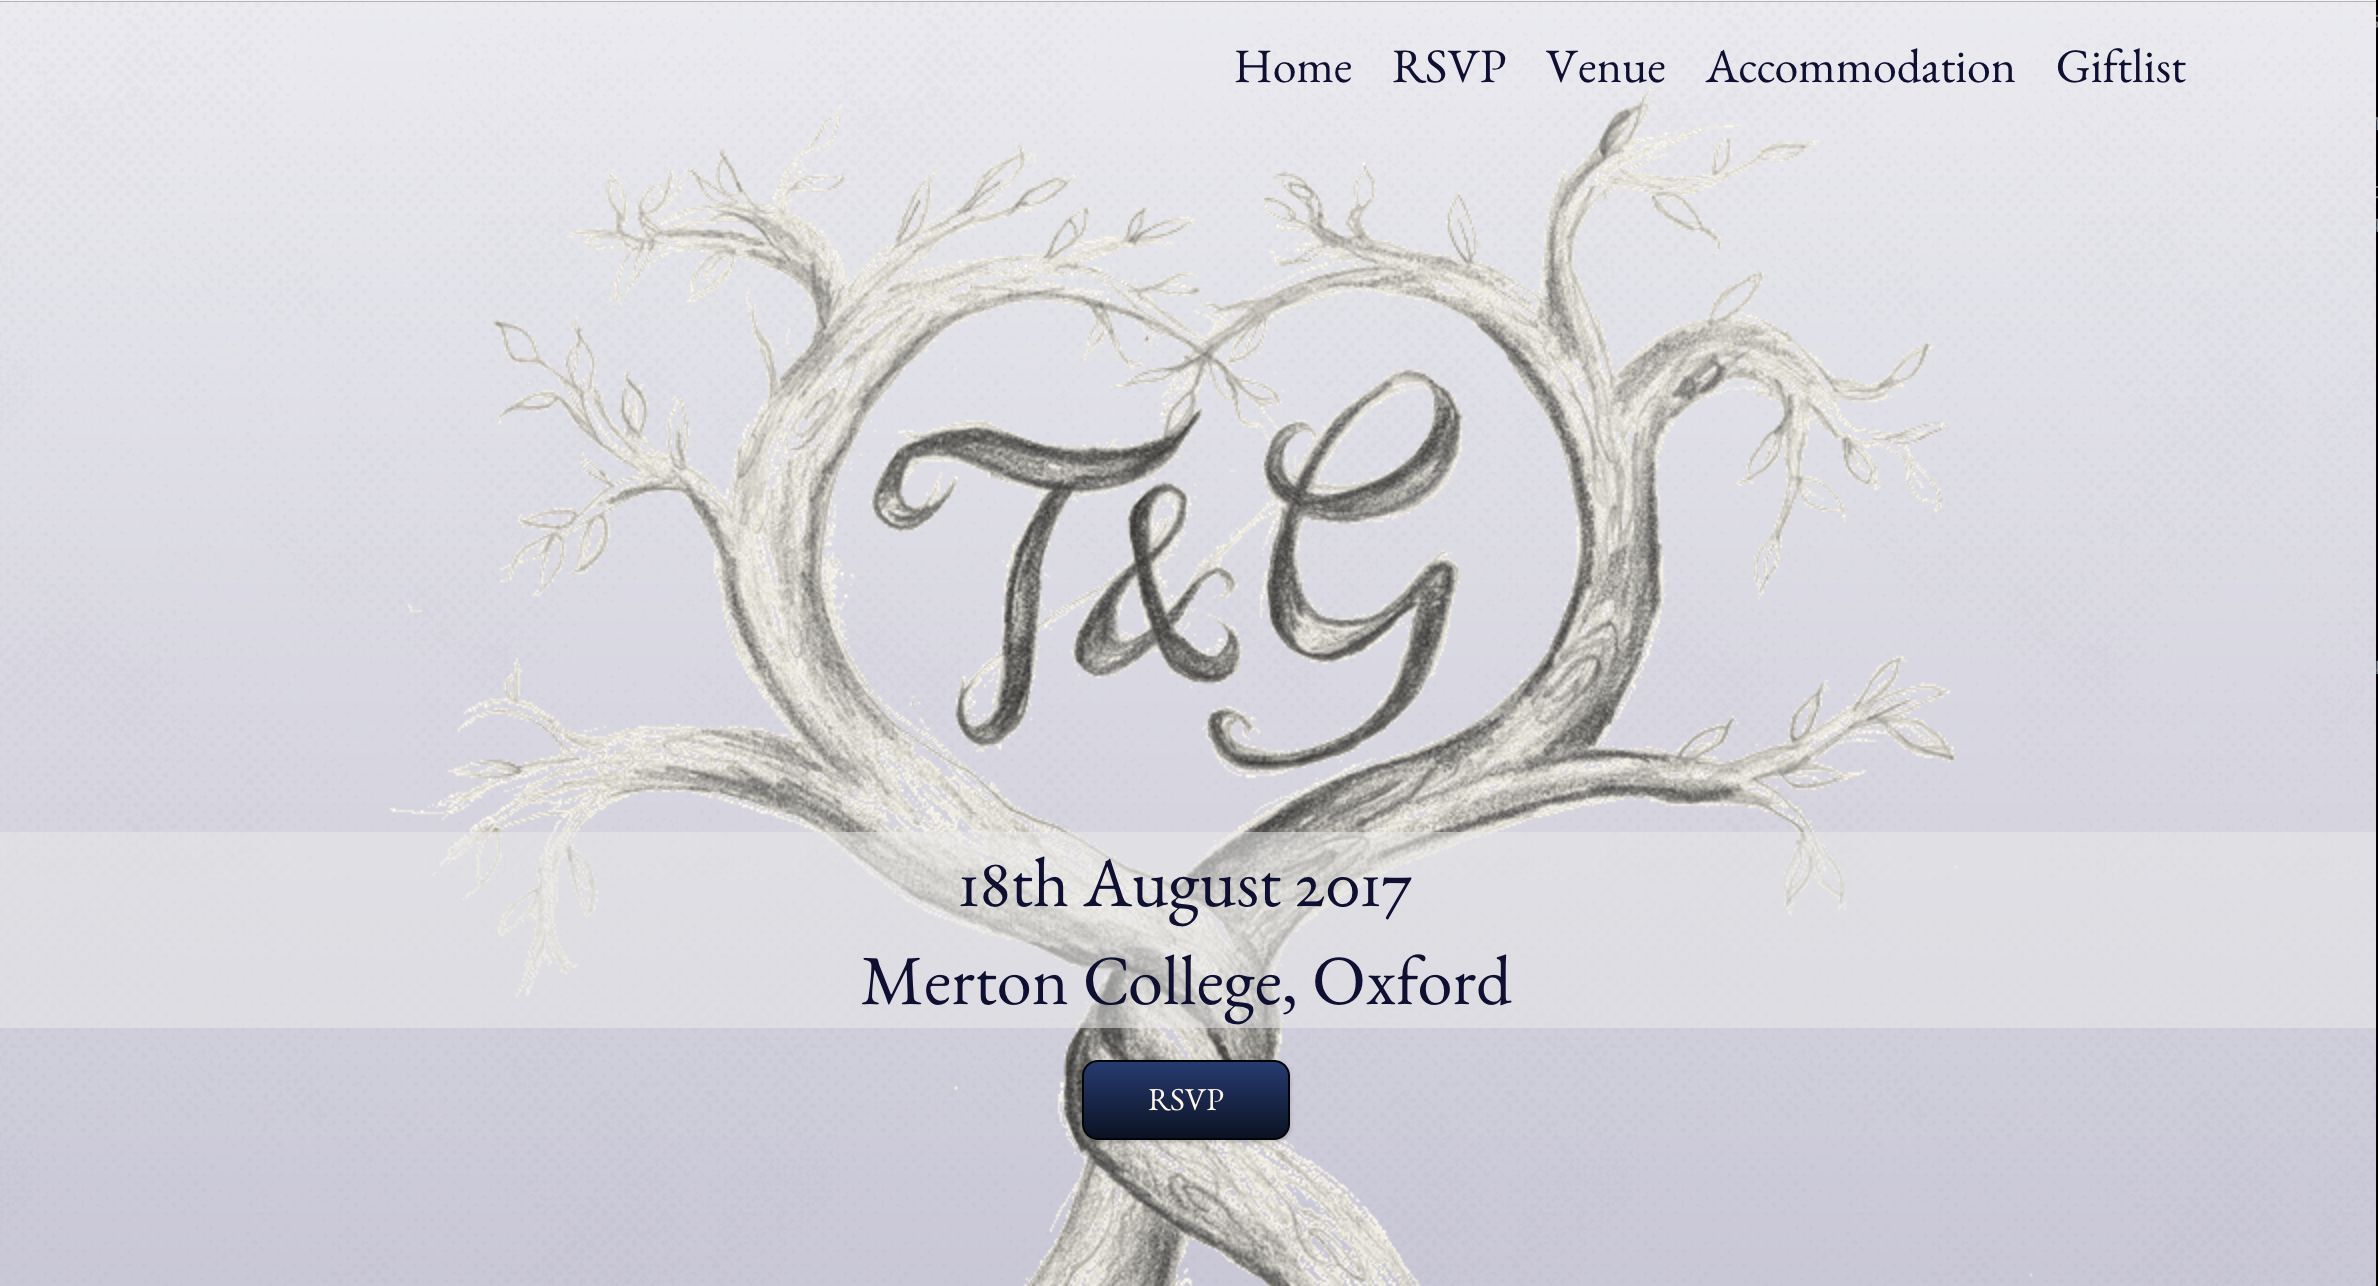 Home RSVP Venue Accommodation Giftlist
T&G
18th August 2017
Merton College, Oxford
RSVP